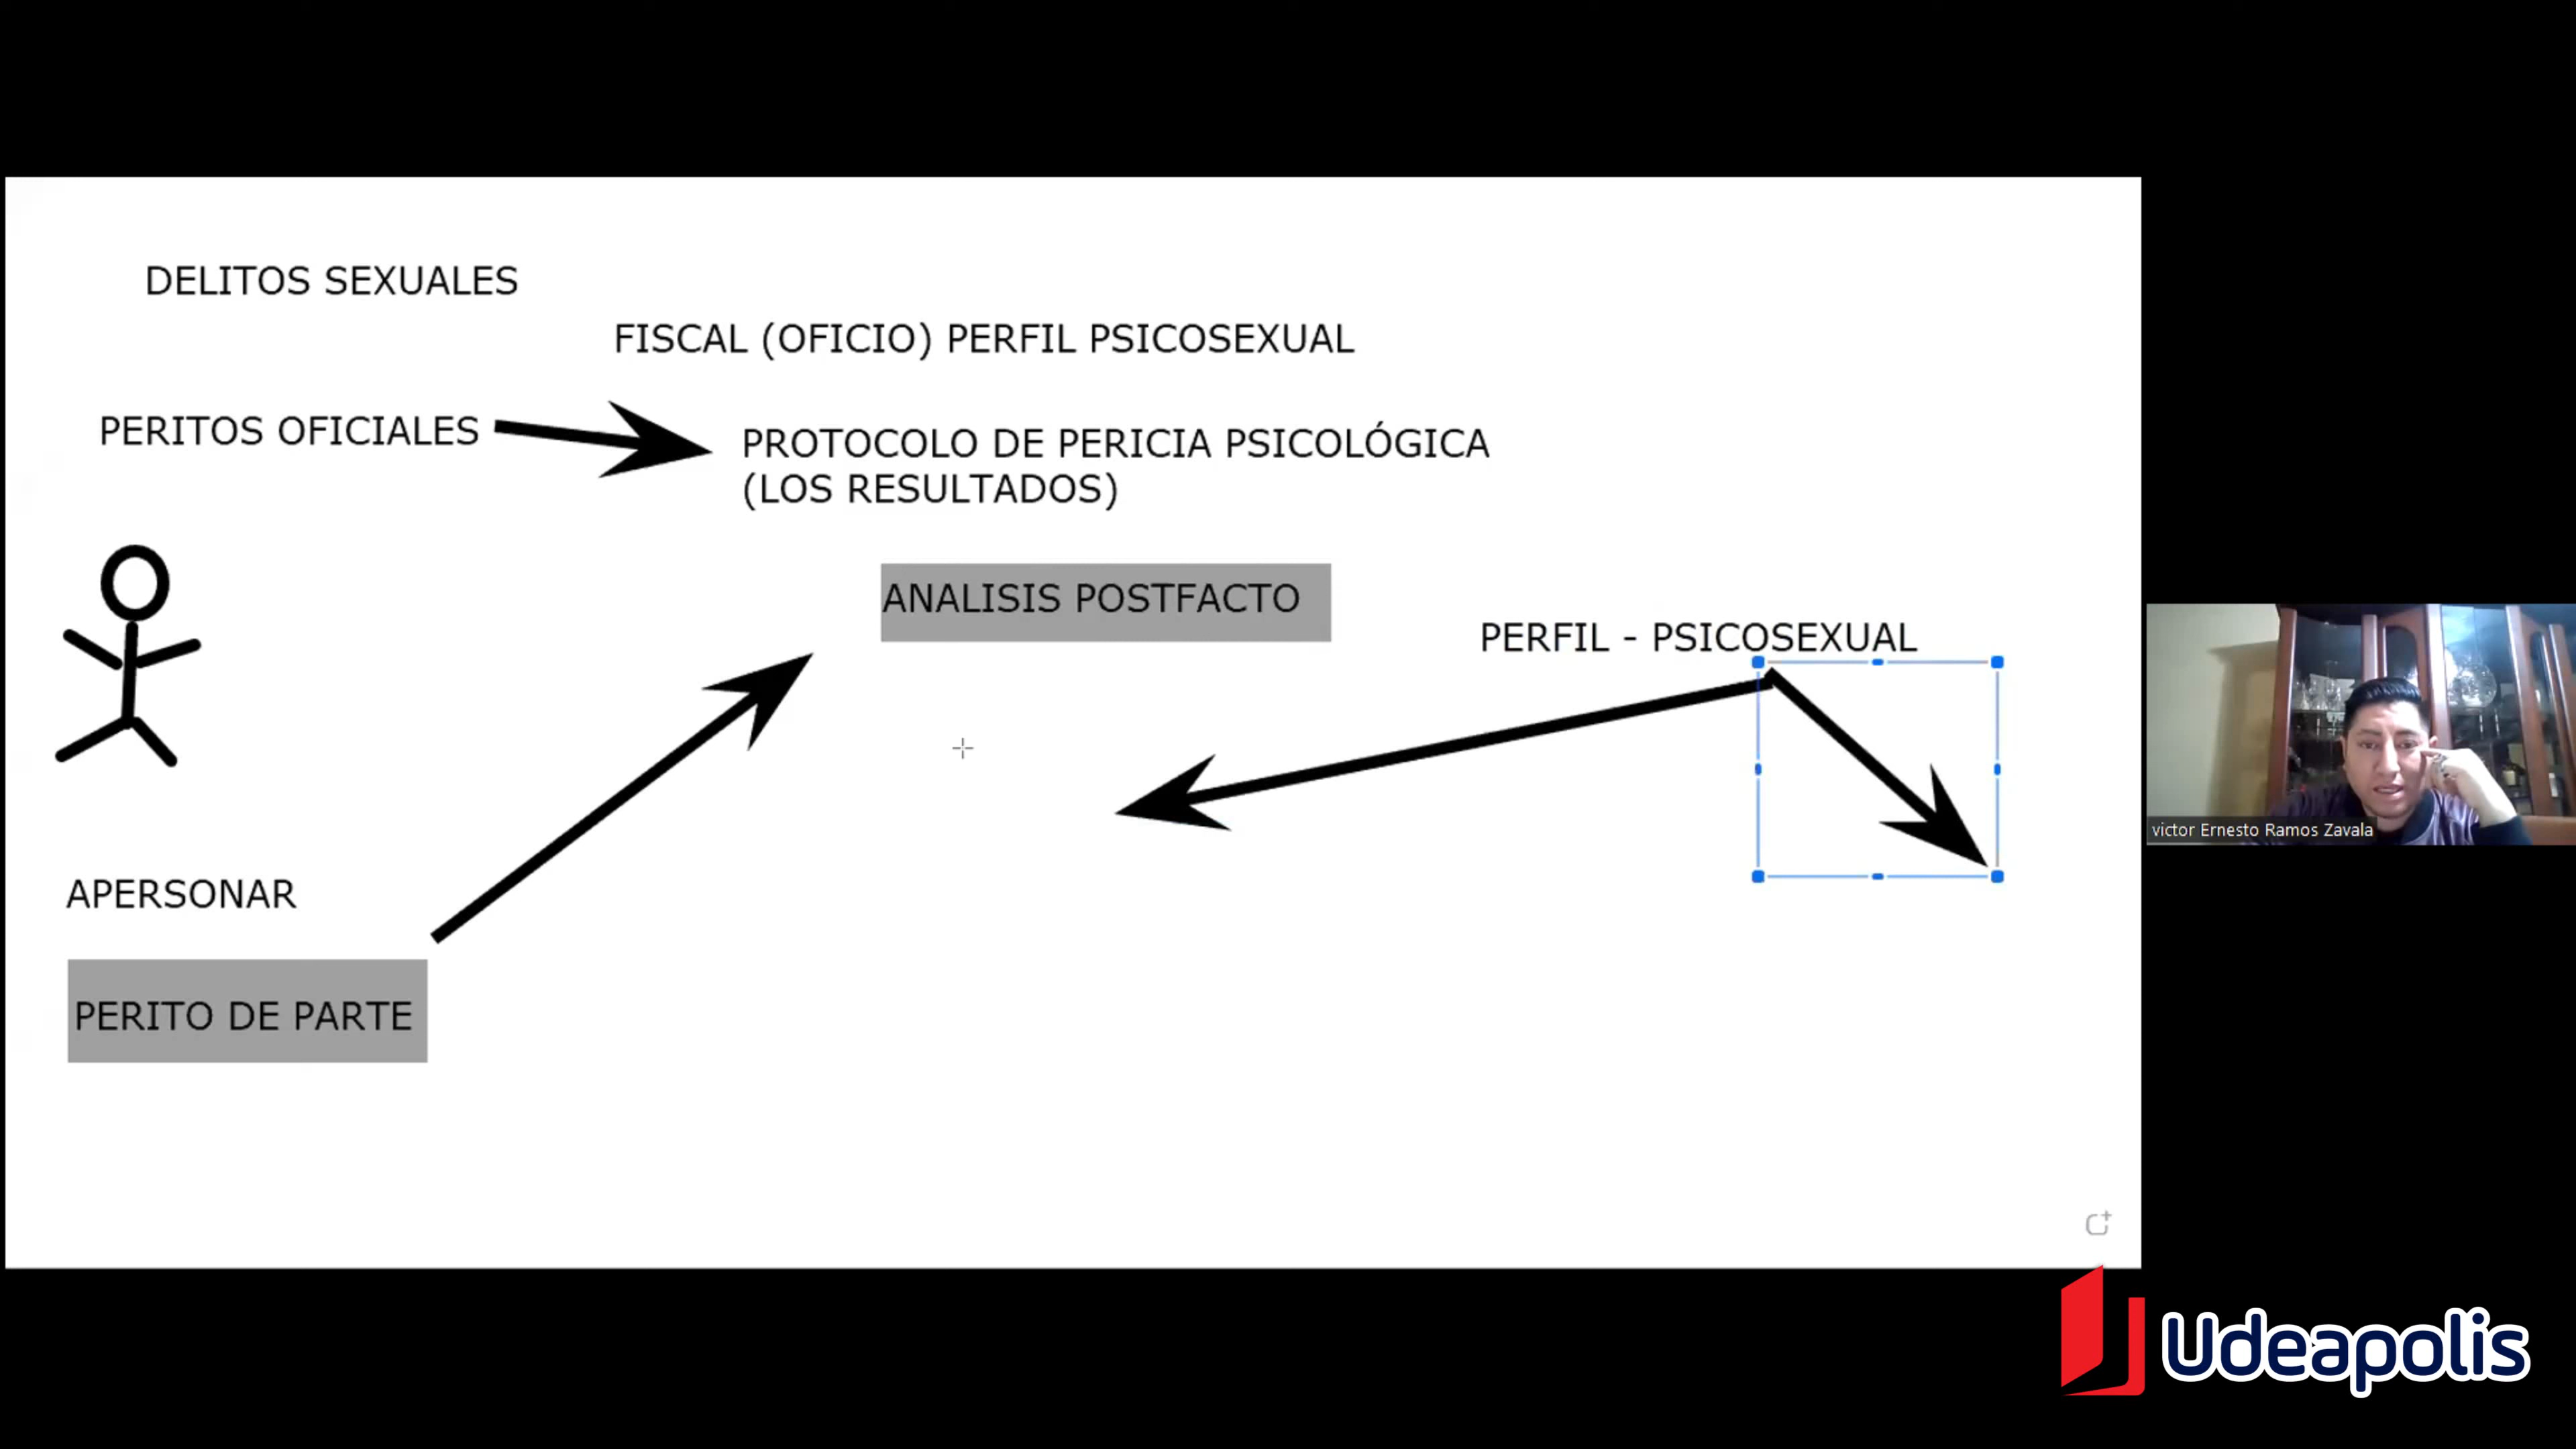 DELITOS SEXUALES
FISCAL (OFICIO) PERFIL PSICOSEXUAL
PERITOS OFICIALES
PROTOCOLO DE PERICIA PSICOLÓGICA
(LOS RESULTADOS)
ANALISIS POSTFACTO
PERFIL - PSICOSEXUAL
victor Ernesto Ramos Zavala
APERSONAR
PERITO DE PARTE
Udeapolis